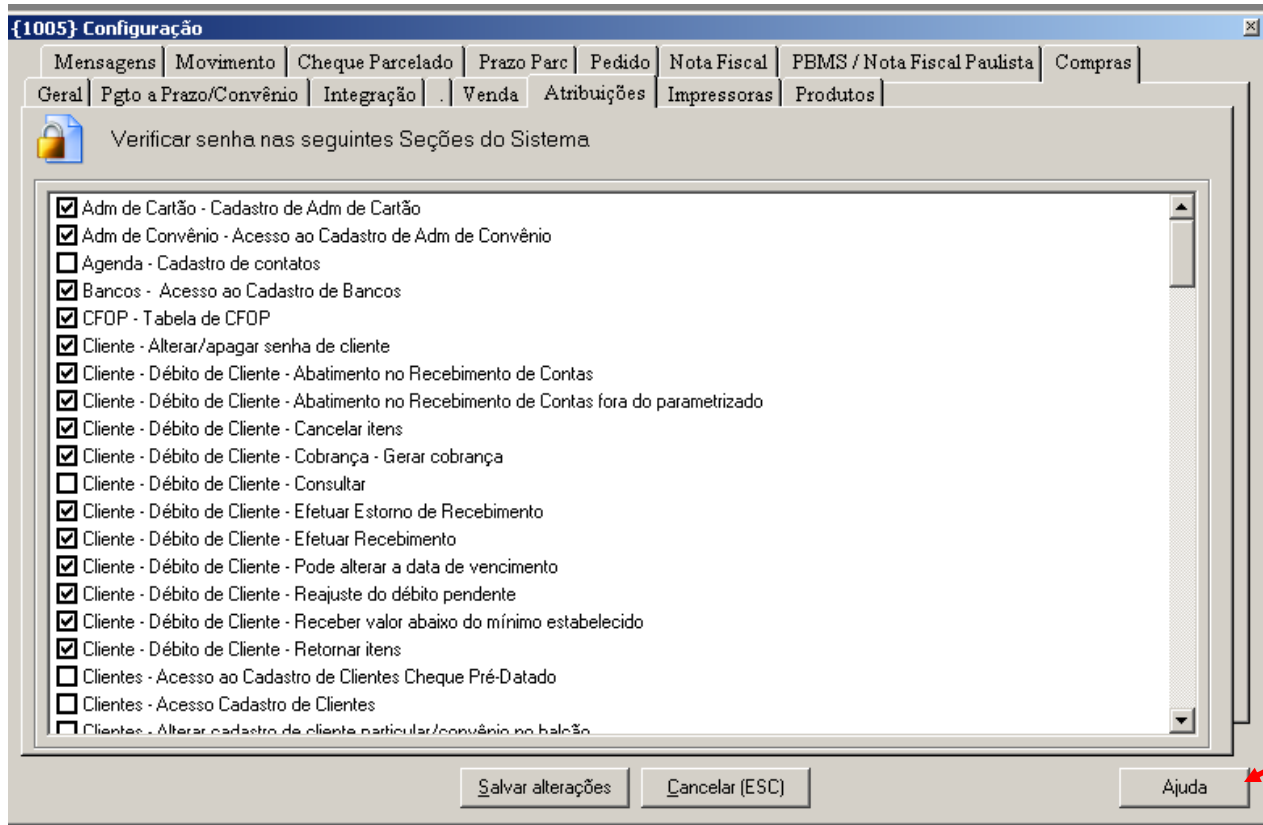 {1005} Configuração
Mensagens Movimento Cheque Parcelado Prazo Parc Pedido Nota Fiscal PBMS / Nota Fiscal Paulista Compras
Geral Pgto a Prazo/Convênio Integração . Venda Atribuições Impressoras Produtos
Verificar senha nas seguintes Seções do Sistema
Adm de Cartão - Cadastro de Adm de Cartão
Adm de Convênio - Acesso ao Cadastro de Adm de Convênio
Agenda - Cadastro de contatos
Bancos - Acesso ao Cadastro de Bancos
CFOP - Tabela de CFOP
Cliente - Alterar/apagar senha de cliente
Cliente - Débito de Cliente - Abatimento no Recebimento de Contas
Cliente - Débito de Cliente - Abatimento no Recebimento de Contas fora do parametrizado
Cliente - Débito de Cliente - Cancelar itens
Cliente - Débito de Cliente - Cobrança - Gerar cobrança
Cliente - Débito de Cliente - Consultar
Cliente - Débito de Cliente - Efetuar Estorno de Recebimento
Cliente - Débito de Cliente - Efetuar Recebimento
Cliente - Débito de Cliente - Pode alterar a data de vencimento
Cliente - Débito de Cliente - Reajuste do débito pendente
Cliente - Débito de Cliente - Receber valor abaixo do mínimo estabelecido
Cliente - Débito de Cliente - Retornar itens
Clientes - Acesso ao Cadastro de Clientes Cheque Pré-Datado
Clientes - Acesso Cadastro de Clientes
Clientes - Alterar cadastro de cliente particular/convênio no balcão
Salvar alterações Cancelar (ESC) Ajuda